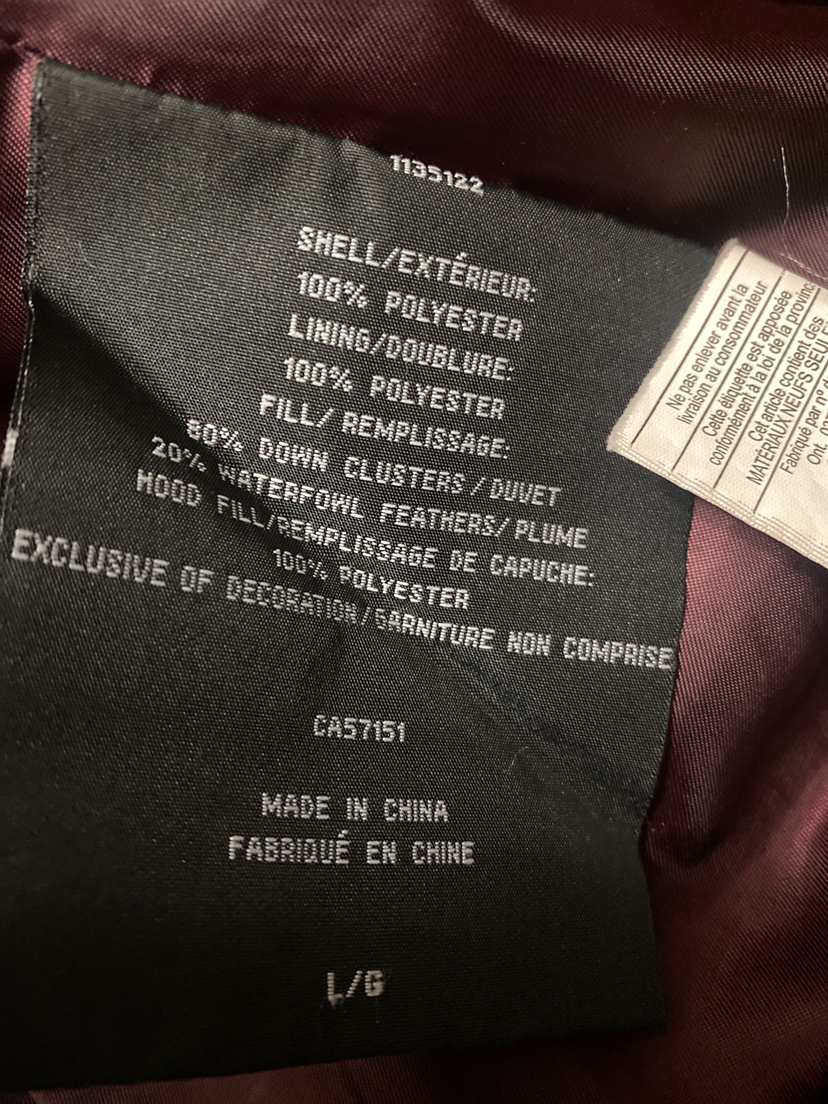 1135122
SHELL/EXTÉRIEUR:
100% POLYESTER
LINING/DOUBLURE:
100% POLYESTER
FILL/ REMPLISSAGE:
80% DOWN CLUSTERS / DUVET
20% WATERFOWL FEATHERS/ PLUME
HOOD FILL/REMPLISSAGE DE CAPUCHE:
100% POLYESTER
EXCLUSIVE OF DECORATION/GARNITURE NON COMPRISE
CA57151
MADE IN CHINA
FABRIQUÉ EN CHINE
L/G
Ne pas enlever avant la
livraison au consommateur
Cette étiquette est apposée
conformément à la loi de la
Cet article contient des
MATÉRIAUX NEUFS
Fabriqué par n°
Ont.